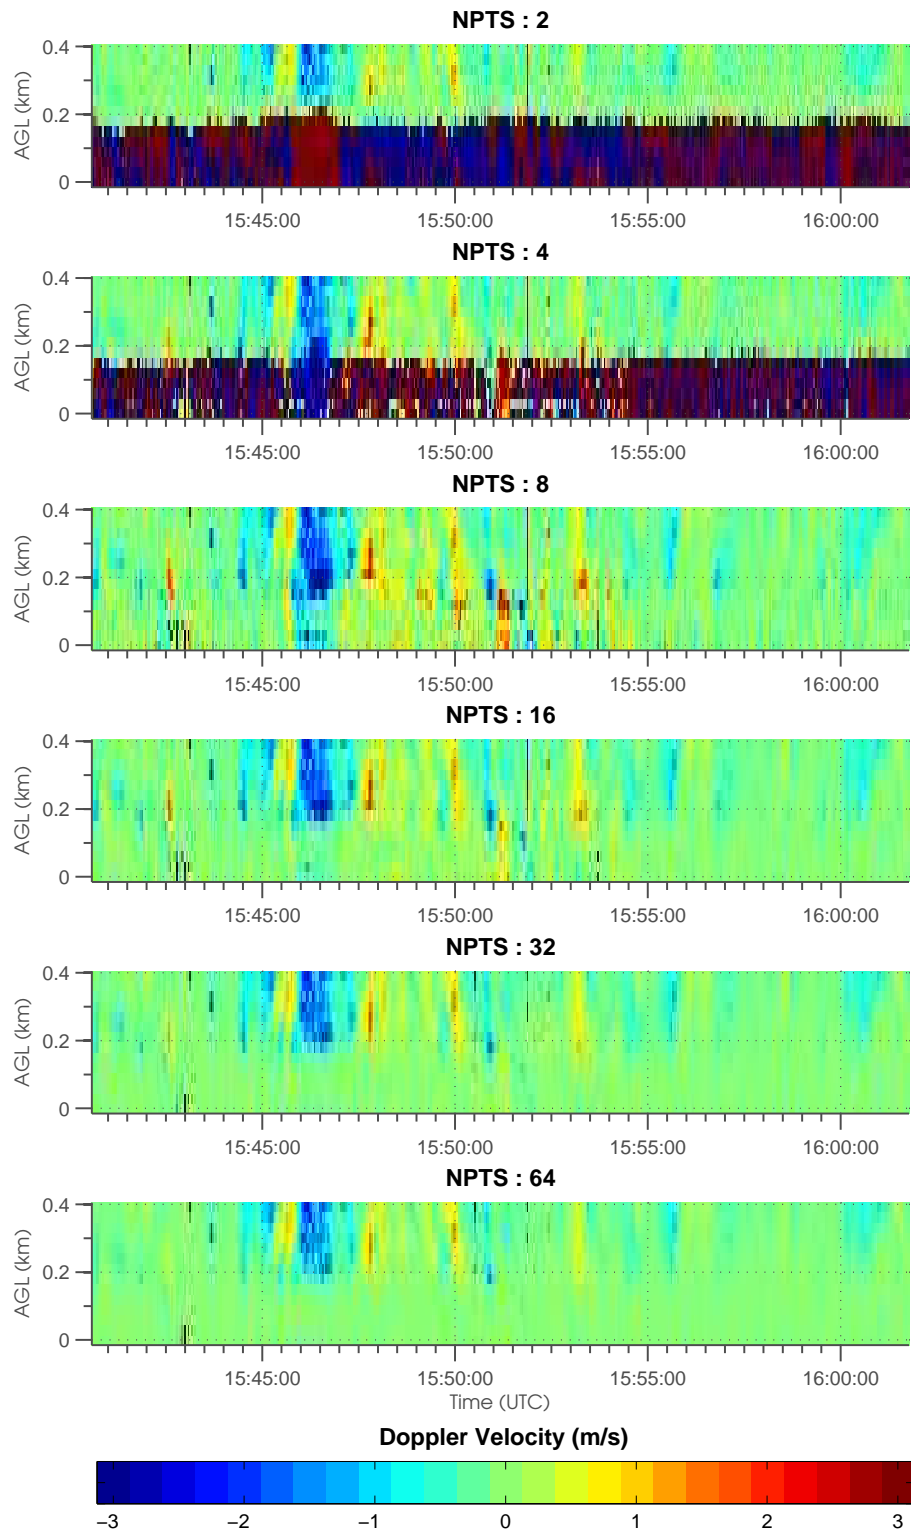 NPTS : 2
0.4
0.2
0
AGL (km)
15:45:00 15:50:00 15:55:00 16:00:00
NPTS : 4
0.4
0.2
0
AGL (km)
15:45:00 15:50:00 15:55:00 16:00:00
NPTS : 8
0.4
0.2
0
AGL (km)
15:45:00 15:50:00 15:55:00 16:00:00
NPTS : 16
0.4
0.2
0
AGL (km)
15:45:00 15:50:00 15:55:00 16:00:00
NPTS : 32
0.4
0.2
0
AGL (km)
15:45:00 15:50:00 15:55:00 16:00:00
NPTS : 64
0.4
0.2
0
AGL (km)
15:45:00 15:50:00 15:55:00 16:00:00
Time (UTC)
Doppler Velocity (m/s)
−3 −2 −1 0 1 2 3